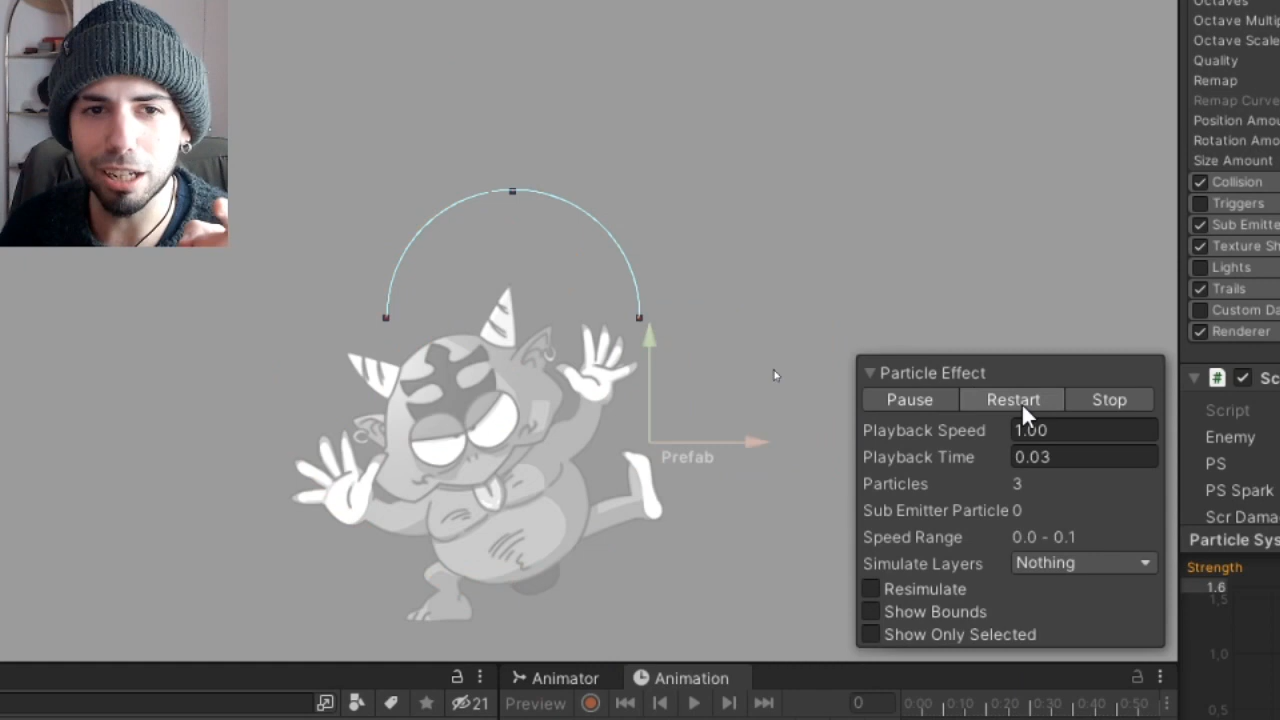 Octaves
Octave Multip
Octave Scale
Quality
Remap
Remap Curve
Position Amou
Rotation Amo
Size Amount
Collision
Triggers
Sub Emitte
Texture Sh
Lights
Trails
Custom Da
Renderer
Particle Effect
Pause Restart Stop
Playback Speed 1.00
Playback Time 0.03
Particles 3
Sub Emitter Particle 0
Speed Range 0.0 - 0.1
Simulate Layers Nothing
Resimulate
Show Bounds
Show Only Selected
Prefab
# Sc
Script
Enemy
PS
PS Spark
Scr Dama
Particle Sys
Strength
1.6
1,5
1,0
0,5
Animator Animation
21 Preview 0 0:00 0:10 0:20 0:30 0:40 0:50